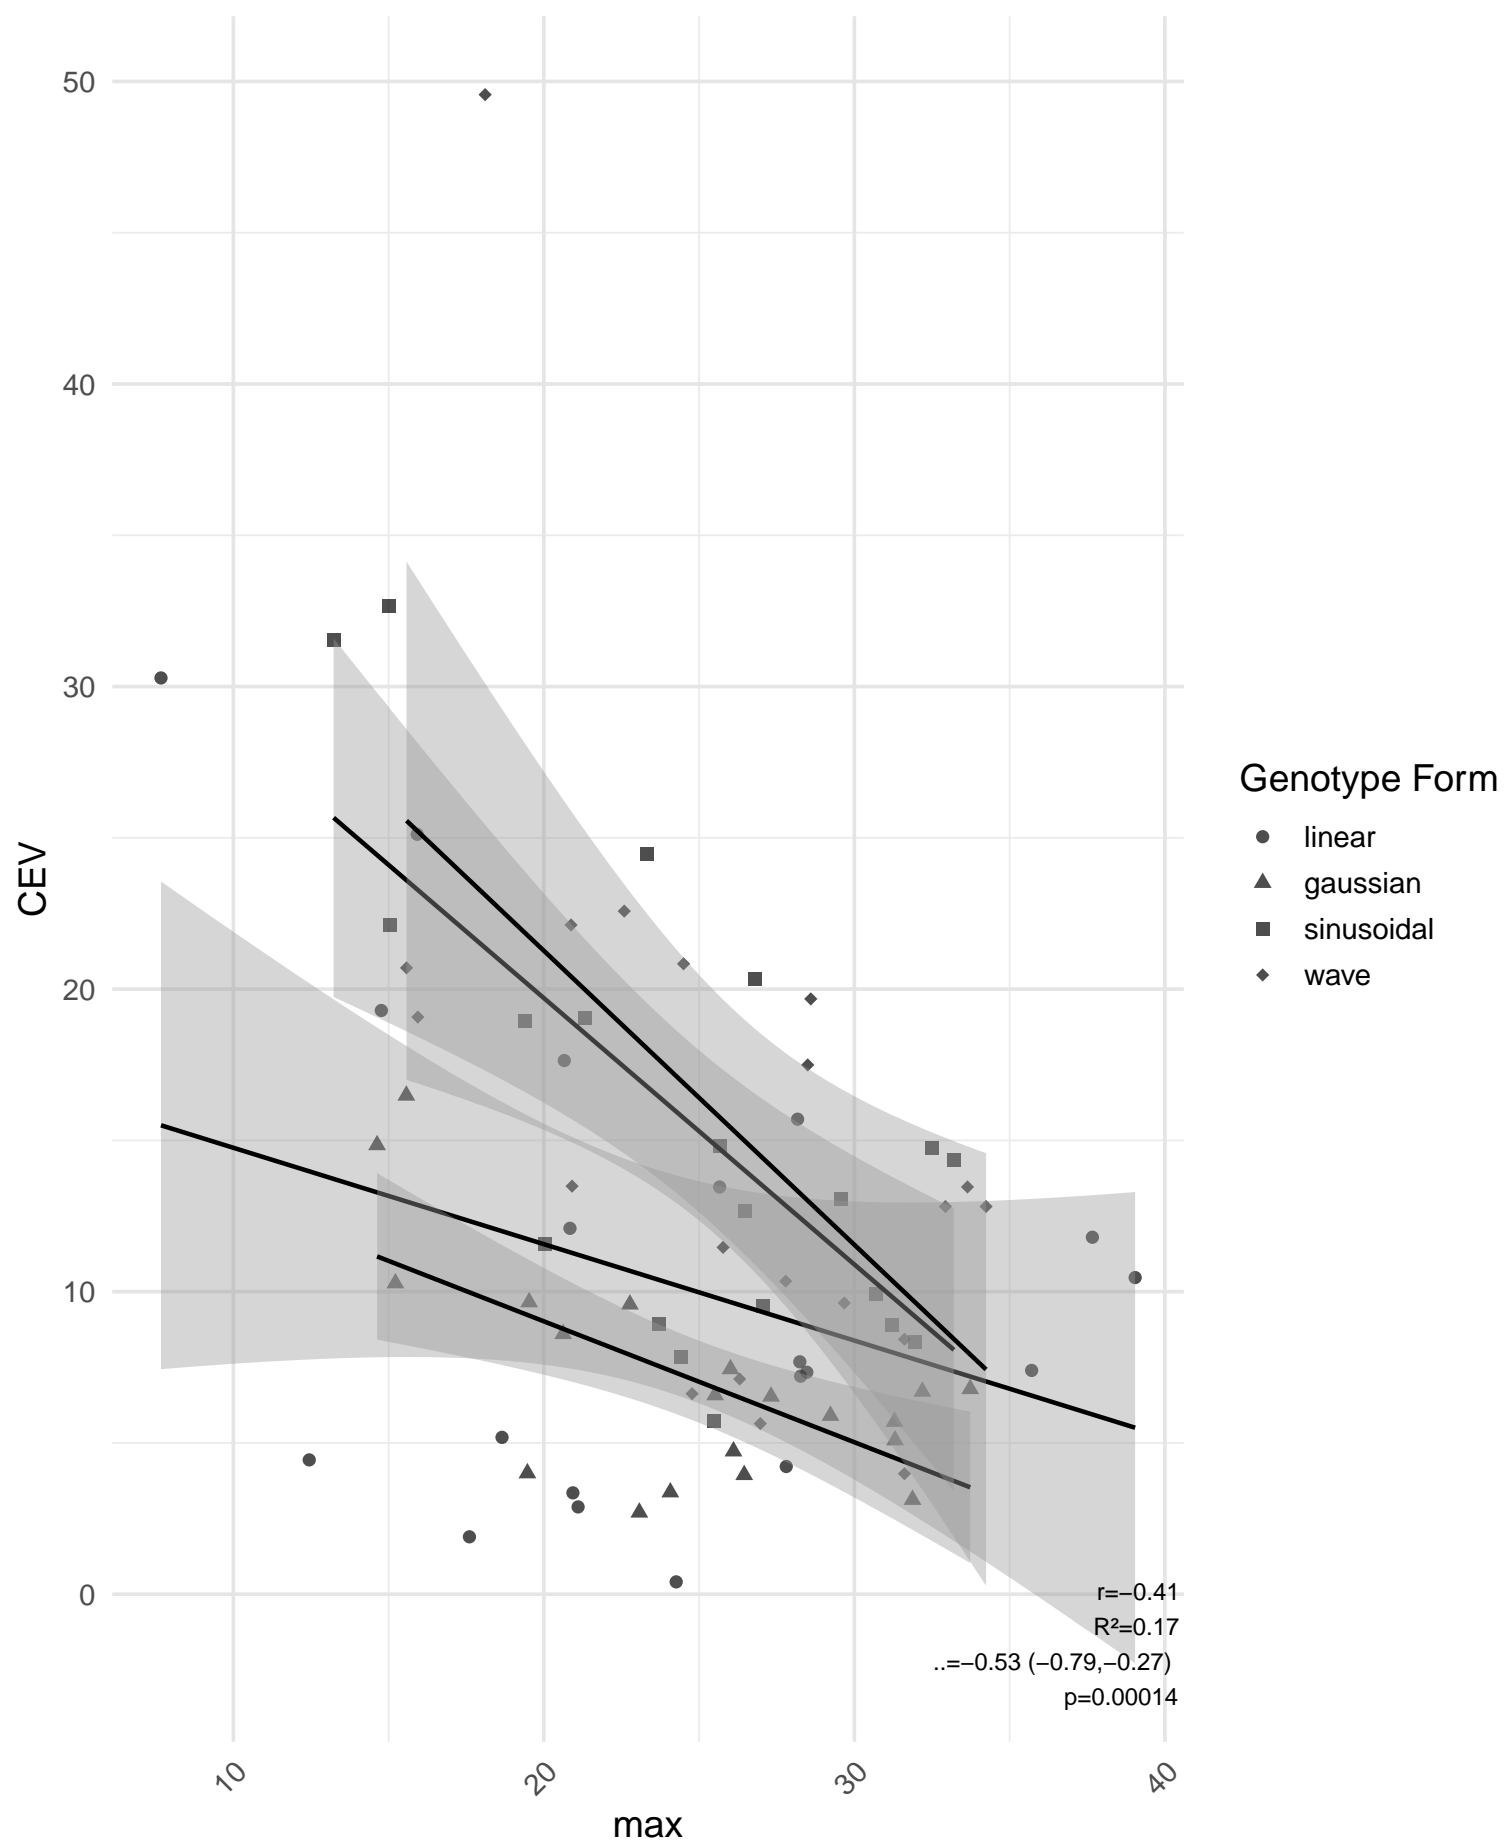 50
40
30
20
10
0
CEV
10
20
30
40
max
Genotype Form
linear
gaussian
sinusoidal
wave
r=−0.41
R²=0.17
..=−0.53 (−0.79,−0.27)
p=0.00014